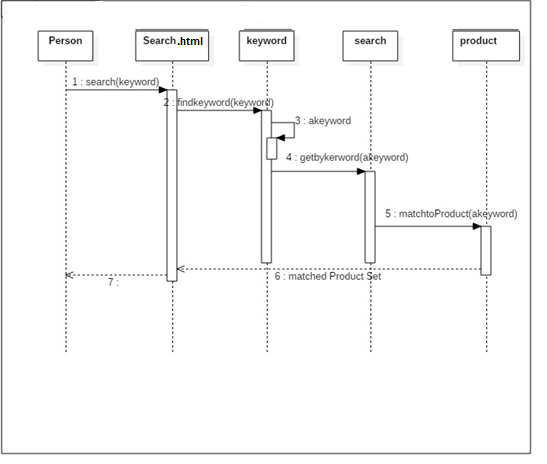 Person
Search.html
keyword
search
product
1 : search(keyword)
2 : findkeyword(keyword)
3 : akeyword
4 : getbykerword(akeyword)
5 : matchtoProduct(akeyword)
6 : matched Product Set
7 :